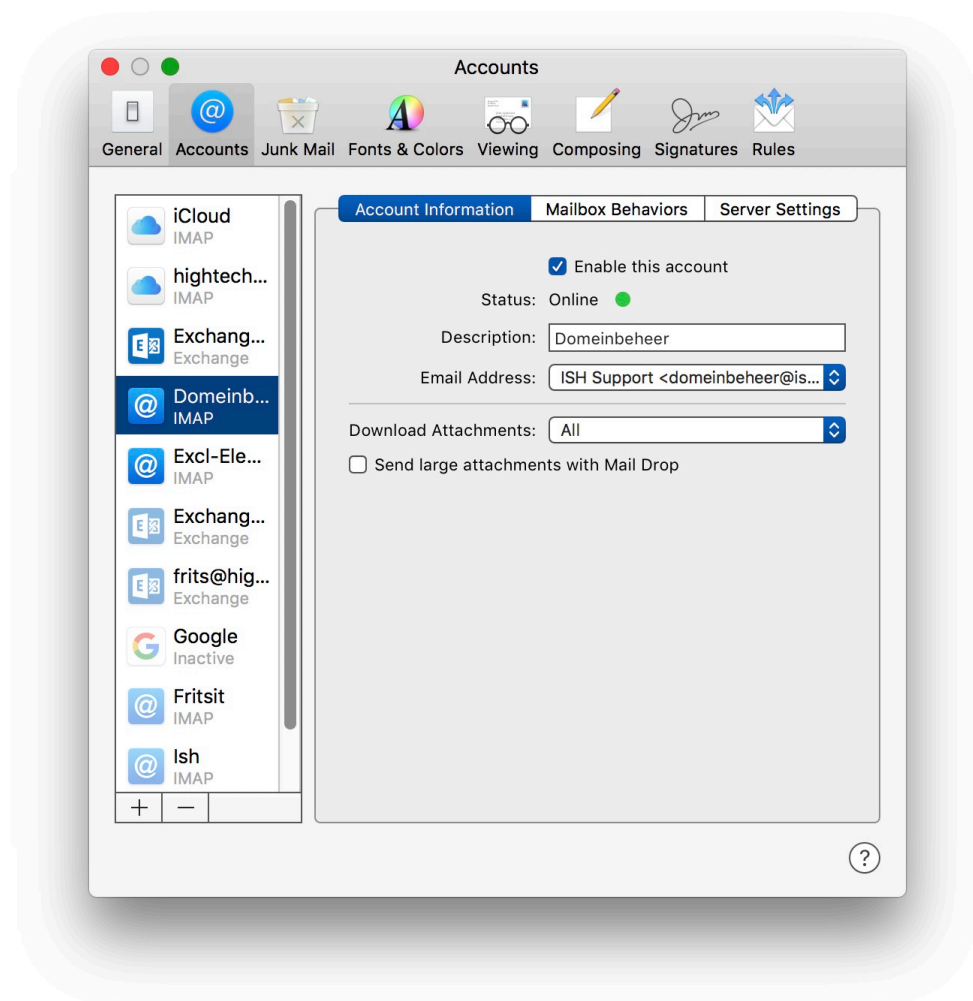 Accounts
General Accounts Junk Mail Fonts & Colors Viewing Composing Signatures Rules
iCloud
IMAP
hightech...
IMAP
Exchang...
Exchange
Domeinb...
IMAP
Excl-Ele...
IMAP
Exchang...
Exchange
frits@hig...
Exchange
Google
Inactive
Fritsit
IMAP
Ish
IMAP
Account Information Mailbox Behaviors Server Settings
Enable this account
Status: Online
Description: Domeinbeheer
Email Address: ISH Support <domeinbeheer@is...
Download Attachments: All
Send large attachments with Mail Drop
?